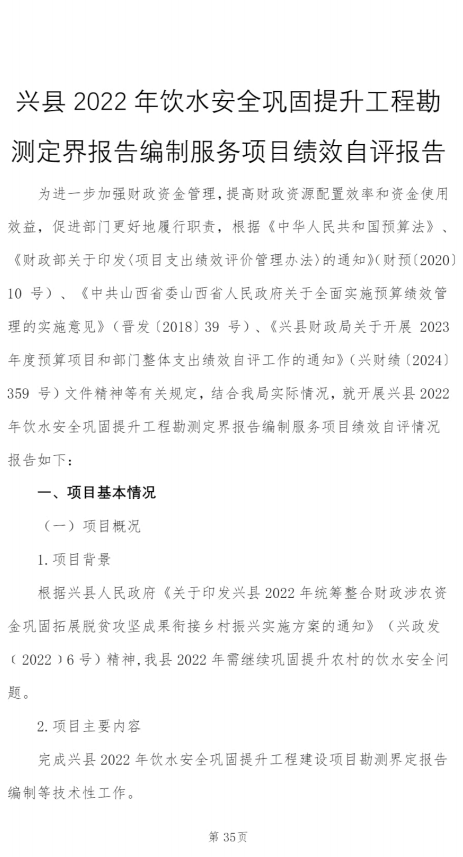 兴县 2022 年饮水安全巩固提升工程勘
测定界报告编制服务项目绩效自评报告
为进一步加强财政资金管理,提高财政资源配置效率和资金使用
效益，促进部门更好地履行职责，根据《中华人民共和国预算法》、
《财政部关于印发〈项目支出绩效评价管理办法〉的通知》（财预〔2020〕
10 号）、《中共山西省委山西省人民政府关于全面实施预算绩效管
理的实施意见》（晋发〔2018〕39 号）、《兴县财政局关于开展 2023
年度预算项目和部门整体支出绩效自评工作的通知》（兴财绩〔2024〕
359 号）文件精神等有关规定，结合我局实际情况，就开展兴县 2022
年饮水安全巩固提升工程勘测定界报告编制服务项目绩效自评情况
报告如下：
一、项目基本情况
（一）项目概况
1.项目背景
根据兴县人民政府《关于印发兴县 2022 年统筹整合财政涉农资
金巩固拓展脱贫攻坚成果衔接乡村振兴实施方案的通知》（兴政发
﹝2022﹞6 号）精神,我县 2022 年需继续巩固提升农村的饮水安全问
题。
2.项目主要内容
完成兴县 2022 年饮水安全巩固提升工程建设项目勘测界定报告
编制等技术性工作。
第 35页